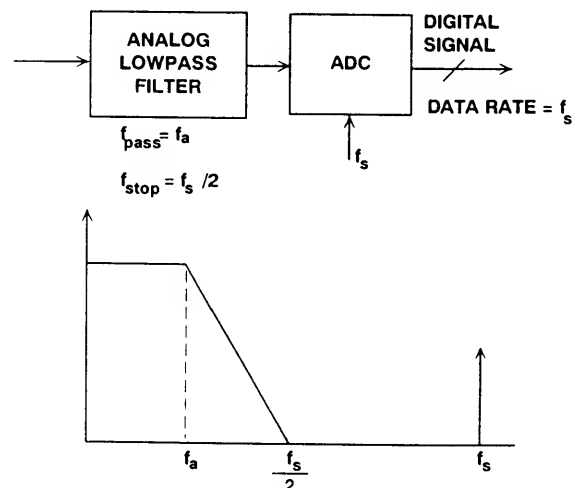 ANALOG
LOWPASS
FILTER
ADC
DIGITAL
SIGNAL
DATA RATE = fs
fpass = fa
fstop = fs /2
fs
fa
fs
2
fs